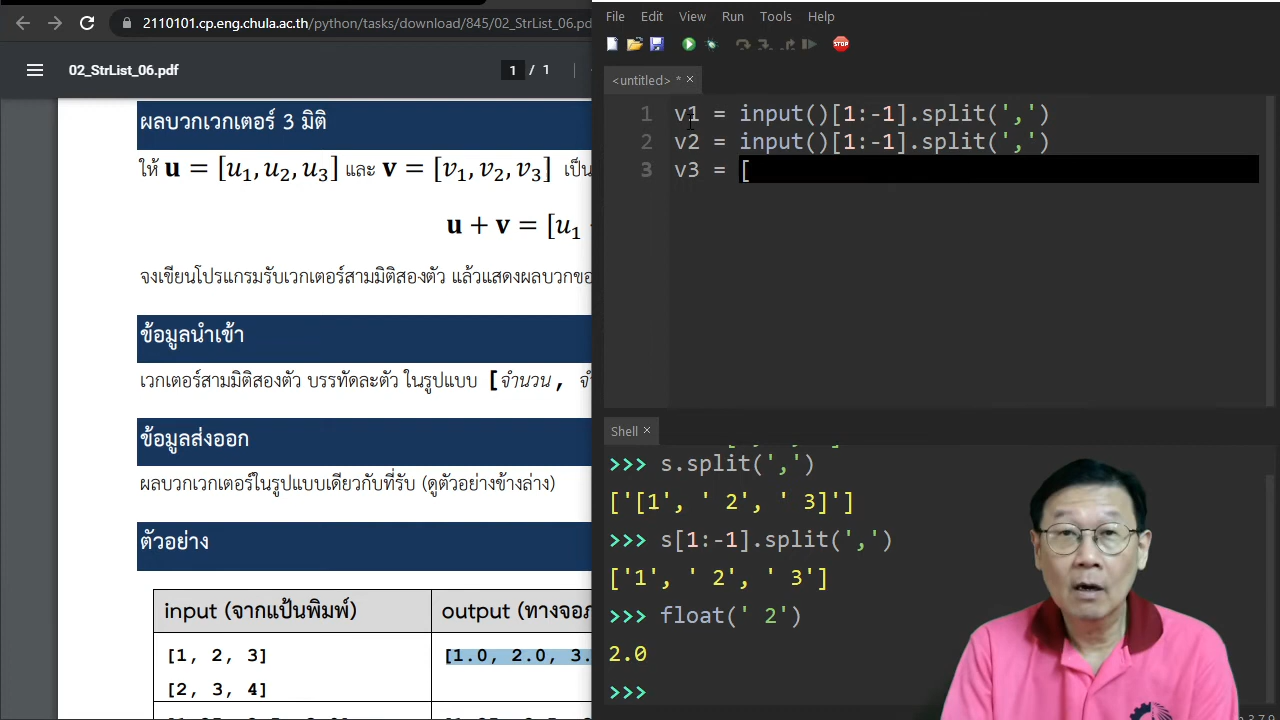 2110101.cp.eng.chula.ac.th/python/tasks/download/845/02_StrList_06.pd
02_StrList_06.pdf
1 / 1
ผลบวกเวกเตอร์ 3 มิติ
ให้ u = [u1, u2, u3] และ v = [v1, v2, v3] เป็น
u + v = [u1
จงเขียนโปรแกรมรับเวกเตอร์สามมิติสองตัว แล้วแสดงผลบวกขอ
ข้อมูลนำเข้า
เวกเตอร์สามมิติสองตัว บรรทัดละตัว ในรูปแบบ [จำนวน, จํ
ข้อมูลส่งออก
ผลบวกเวกเตอร์ในรูปแบบเดียวกับที่รับ (ดูตัวอย่างข้างล่าง)
ตัวอย่าง
input (จากแป้นพิมพ์)
output (ทางจอภ
[1, 2, 3]
[2, 3, 4]
[1.0, 2.0, 3.
File Edit View Run Tools Help
STOP
<untitled> * ×
1 v1 = input()[1:-1].split(',')
2 v2 = input()[1:-1].split(',')
3 v3 = [
Shell ×
>>> s.split(',')
['[1', ' 2', ' 3]']
>>> s[1:-1].split(',')
['1', ' 2', ' 3']
>>> float(' 2')
2.0
>>>